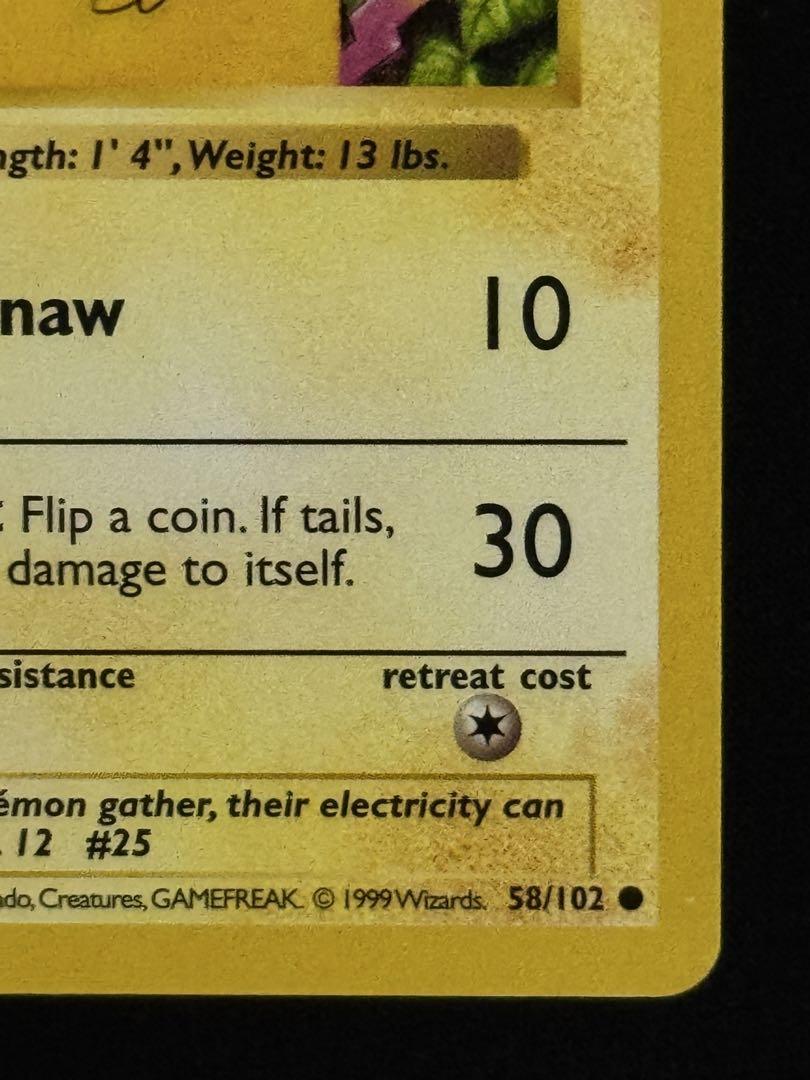 ngth: 1' 4", Weight: 13 lbs.
naw 10
: Flip a coin. If tails, 30
damage to itself.
sistance retreat cost
émon gather, their electricity can
. 12 #25
do, Creatures, GAMEFREAK. © 1999 Wizards. 58/102 ●